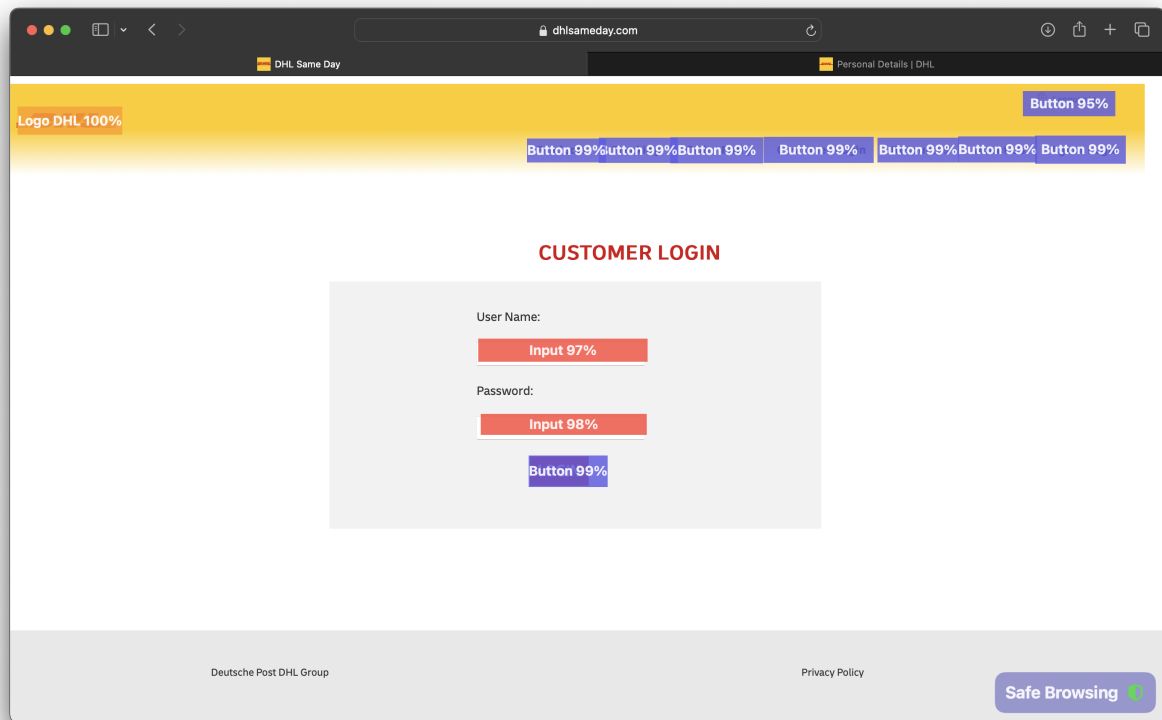 dhlsameday.com
DHL Same Day
Personal Details | DHL
Button 95%
Logo DHL 100%
Button 99% utton 99% Button 99% Button 99% Button 99% Button 99% Button 99%
CUSTOMER LOGIN
User Name:
Input 97%
Password:
Input 98%
Button 99%
Deutsche Post DHL Group
Privacy Policy
Safe Browsing